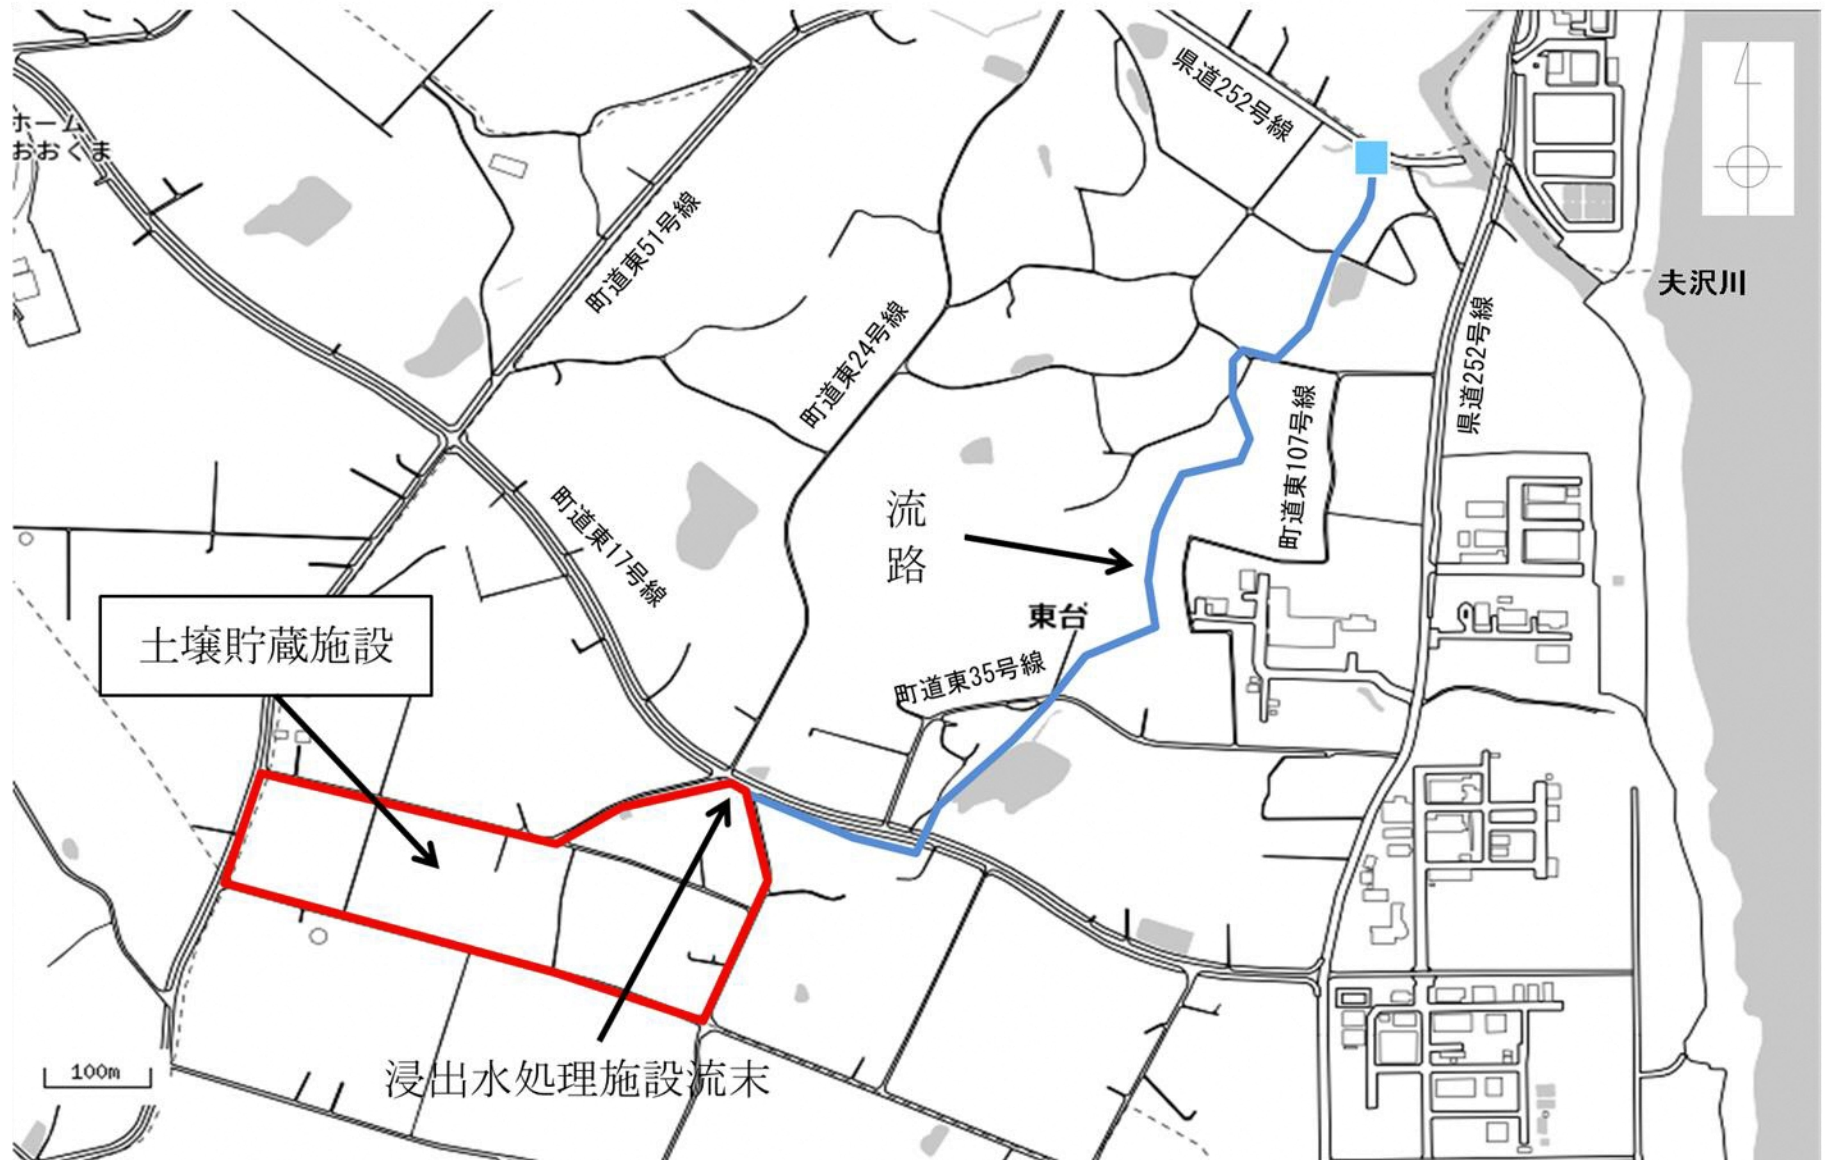 県道252号線
ホーム
おおくま
町道東51号線
夫沢川
町道東24号線
県道252号線
町道東107号線
町道東17号線
流
路
東台
土壌貯蔵施設
町道東35号線
浸出水処理施設流末
100m